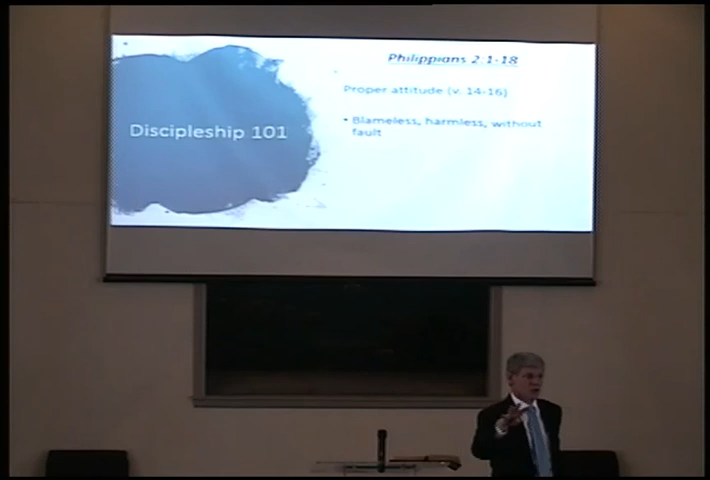 Discipleship 101
Philippians 2:1-18
Proper attitude (v. 14-16)
• Blameless, harmless, without
fault